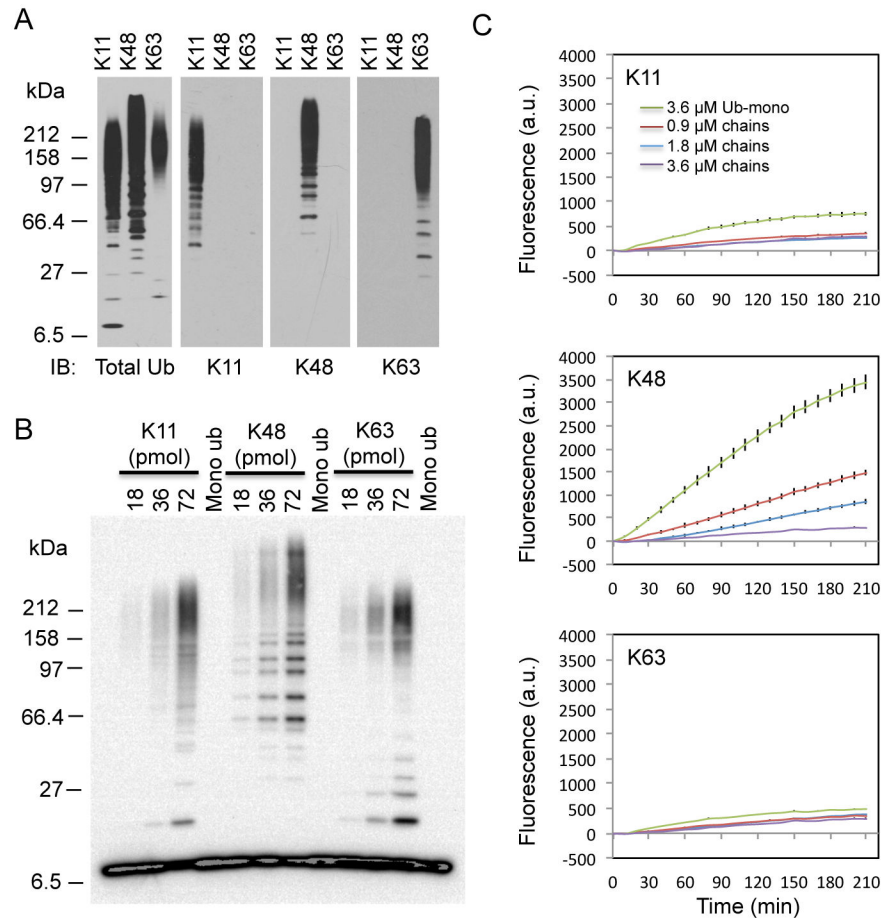 A
K11 K48 K63 K11 K48 K63 K11 K48 K63 K11 K48 K63
kDa
212
158
97
66.4
27
6.5
IB: Total Ub K11 K48 K63
B
K11 (pmol) K48 (pmol) K63 (pmol)
18 36 72 Mono ub 18 36 72 Mono ub 18 36 72 Mono ub
kDa
212
158
97
66.4
27
6.5
C
K11
3.6 µM Ub-mono
0.9 µM chains
1.8 µM chains
3.6 µM chains
Fluorescence (a.u.)
4000
3500
3000
2500
2000
1500
1000
500
0
-500
0 30 60 90 120 150 180 210
K48
Fluorescence (a.u.)
4000
3500
3000
2500
2000
1500
1000
500
0
-500
0 30 60 90 120 150 180 210
K63
Fluorescence (a.u.)
4000
3500
3000
2500
2000
1500
1000
500
0
-500
0 30 60 90 120 150 180 210
Time (min)